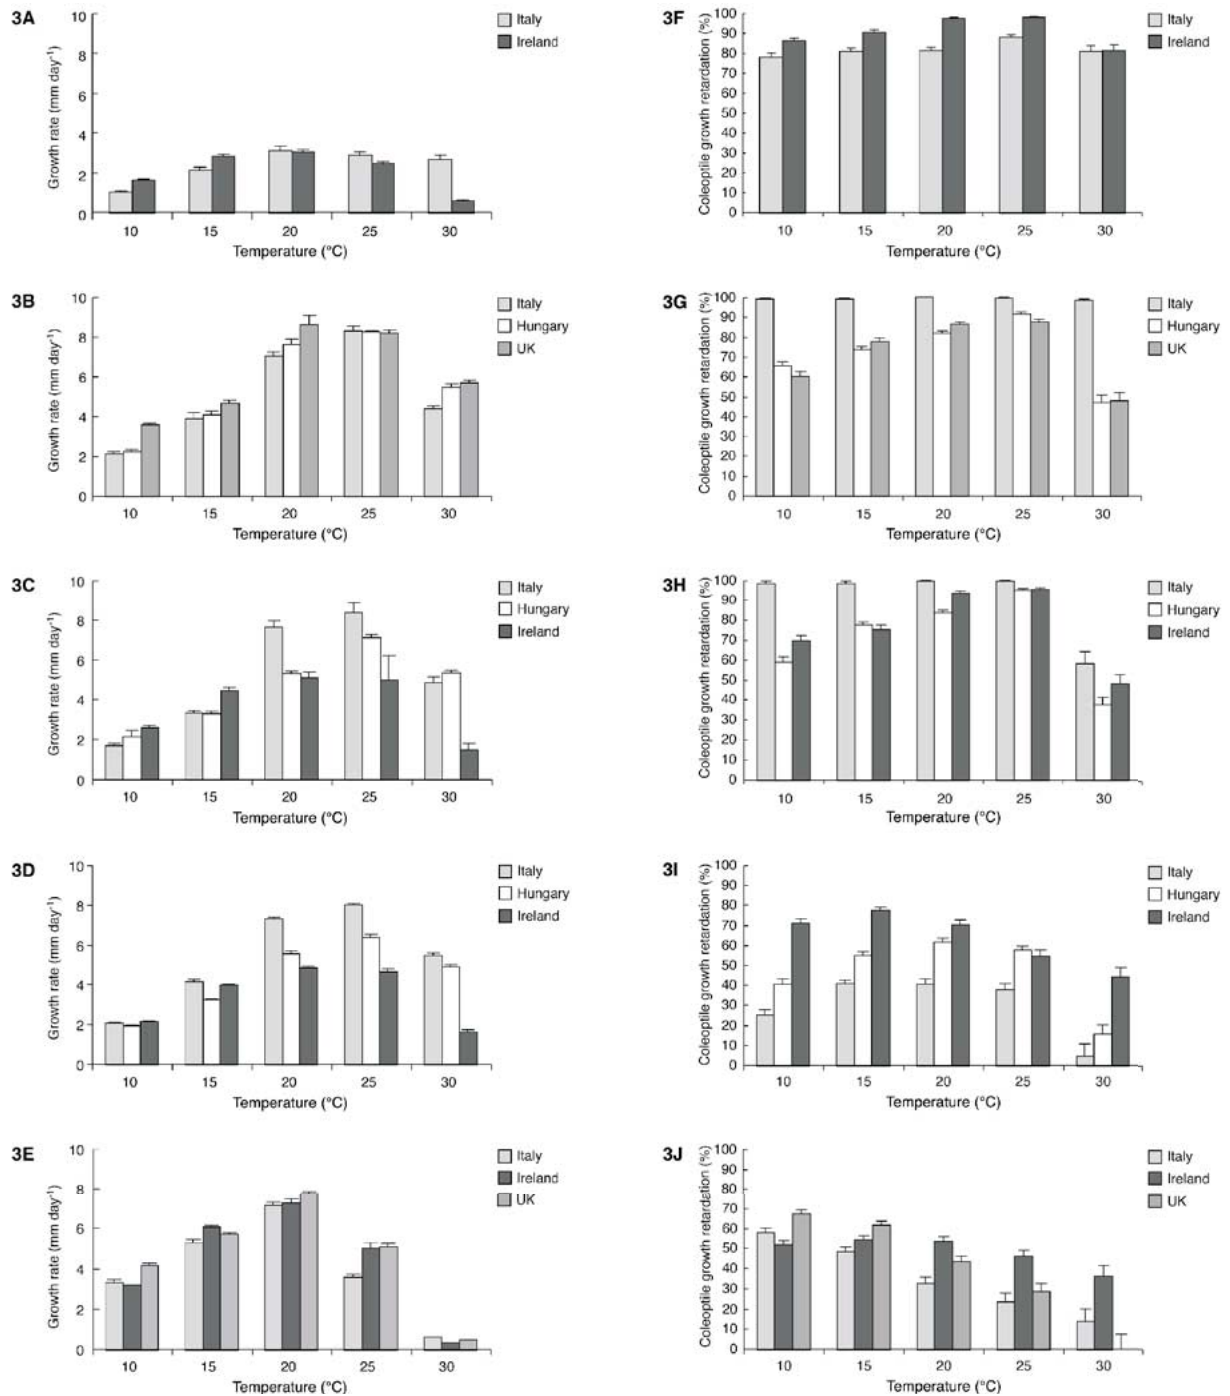 3A
Growth rate (mm day⁻¹)
10
8
6
4
2
0
10 15 20 25 30
Temperature (°C)
Italy
Ireland
3F
Coleoptile growth retardation (%)
100
90
80
70
60
50
40
30
20
10
0
10 15 20 25 30
Temperature (°C)
Italy
Ireland
3B
Growth rate (mm day⁻¹)
10
8
6
4
2
0
10 15 20 25 30
Temperature (°C)
Italy
Hungary
UK
3G
Coleoptile growth retardation (%)
100
90
80
70
60
50
40
30
20
10
0
10 15 20 25 30
Temperature (°C)
Italy
Hungary
UK
3C
Growth rate (mm day⁻¹)
10
8
6
4
2
0
10 15 20 25 30
Temperature (°C)
Italy
Hungary
Ireland
3H
Coleoptile growth retardation (%)
100
90
80
70
60
50
40
30
20
10
0
10 15 20 25 30
Temperature (°C)
Italy
Hungary
Ireland
3D
Growth rate (mm day⁻¹)
10
8
6
4
2
0
10 15 20 25 30
Temperature (°C)
Italy
Hungary
Ireland
3I
Coleoptile growth retardation (%)
100
90
80
70
60
50
40
30
20
10
0
10 15 20 25 30
Temperature (°C)
Italy
Hungary
Ireland
3E
Growth rate (mm day⁻¹)
10
8
6
4
2
0
10 15 20 25 30
Temperature (°C)
Italy
Ireland
UK
3J
Coleoptile growth retardation (%)
100
90
80
70
60
50
40
30
20
10
0
10 15 20 25 30
Temperature (°C)
Italy
Ireland
UK